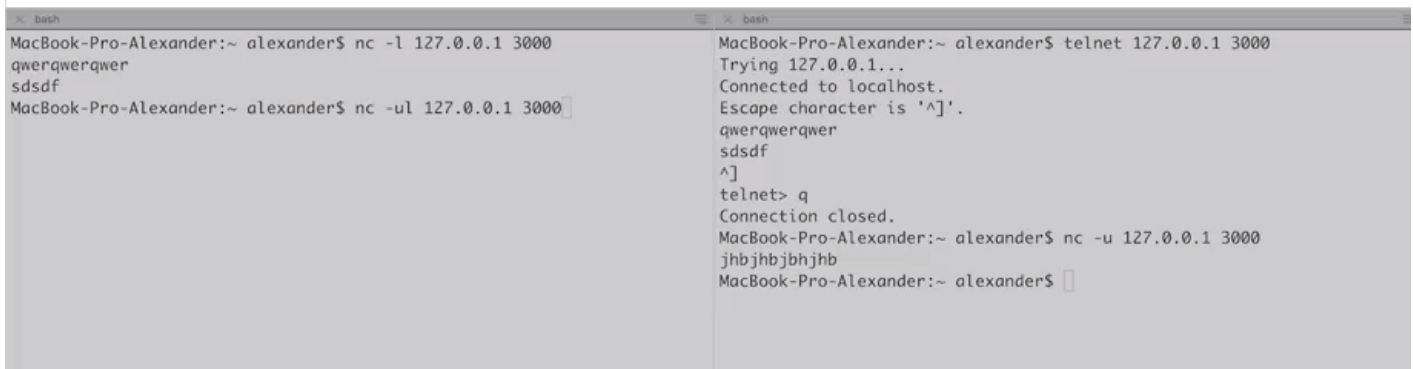 bash
MacBook-Pro-Alexander:~ alexander$ nc -l 127.0.0.1 3000
qwerqwerqwer
sdsdf
MacBook-Pro-Alexander:~ alexander$ nc -ul 127.0.0.1 3000
bash
MacBook-Pro-Alexander:~ alexander$ telnet 127.0.0.1 3000
Trying 127.0.0.1...
Connected to localhost.
Escape character is '^]'.
qwerqwerqwer
sdsdf
^]
telnet> q
Connection closed.
MacBook-Pro-Alexander:~ alexander$ nc -u 127.0.0.1 3000
jhbjhbjbhjhb
MacBook-Pro-Alexander:~ alexander$